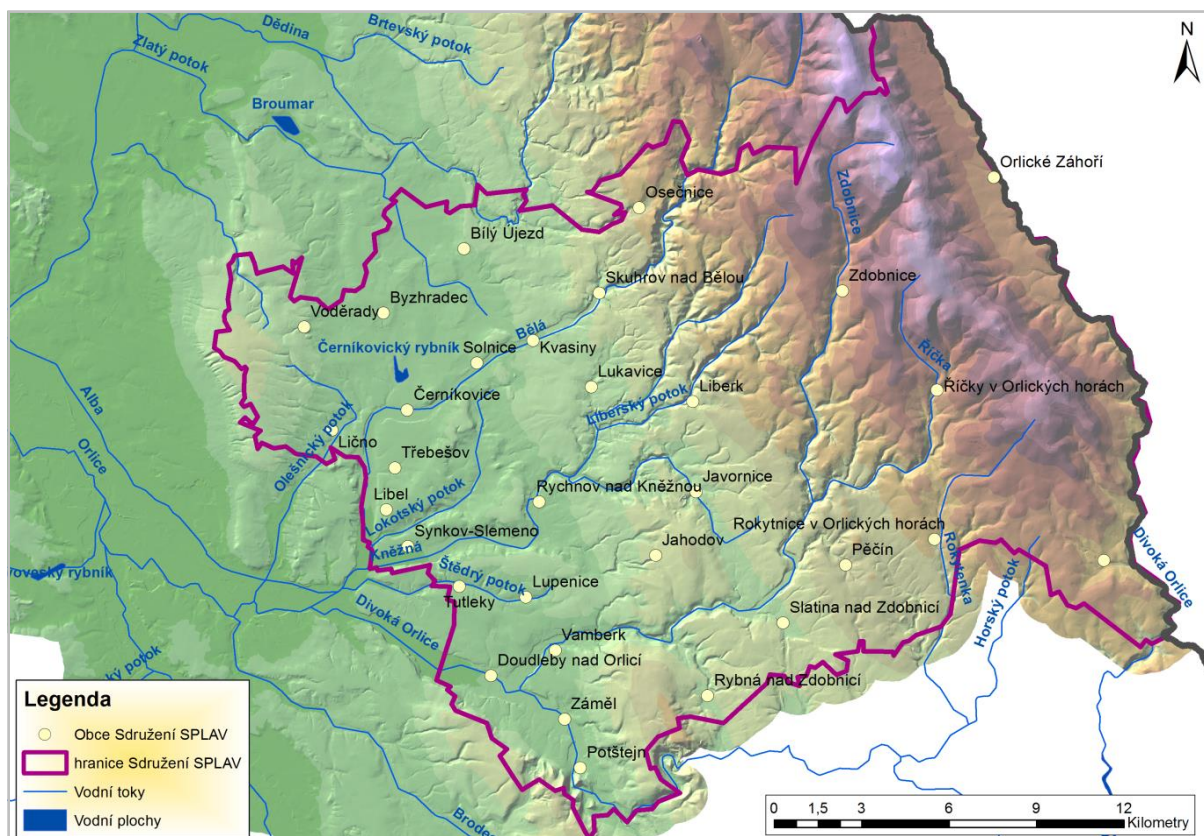 Dědina
Brtevský potok
Zlatý potok
N
Broumar
Orlické Záhoří
Osečnice
Zdobnice
Bílý Újezd
Skuhrov nad Bělou
Zdobnice
Voděrady
Byzhradec
Bělá
Kvasiny
Černíkovický rybník
Solnice
Říčka
Lukavice
Liberk
Říčky v Orlických horách
Liberský potok
Alba
Černíkovice
Olešnický potok
Lično
Orlice
Třebešov
Javornice
Rychnov nad Kněžnou
Libel
Lokotský potok
Rokytnice v Orlických horách
Synkov-Slemeno
Kněžná
Jahodov
Pěčín
Rokytenka
Divoká Orlice
Horský potok
Štědrý potok
Lupenice
Tutleky
Slatina nad Zdobnicí
Divoká Orlice
Vamberk
Doudleby nad Orlicí
Rybná nad Zdobnicí
Záměl
Potštejn
rybník
potok
Legenda
Obce Sdružení SPLAV
hranice Sdružení SPLAV
Vodní toky
Vodní plochy
0 1,5 3 6 9 12
Kilometry